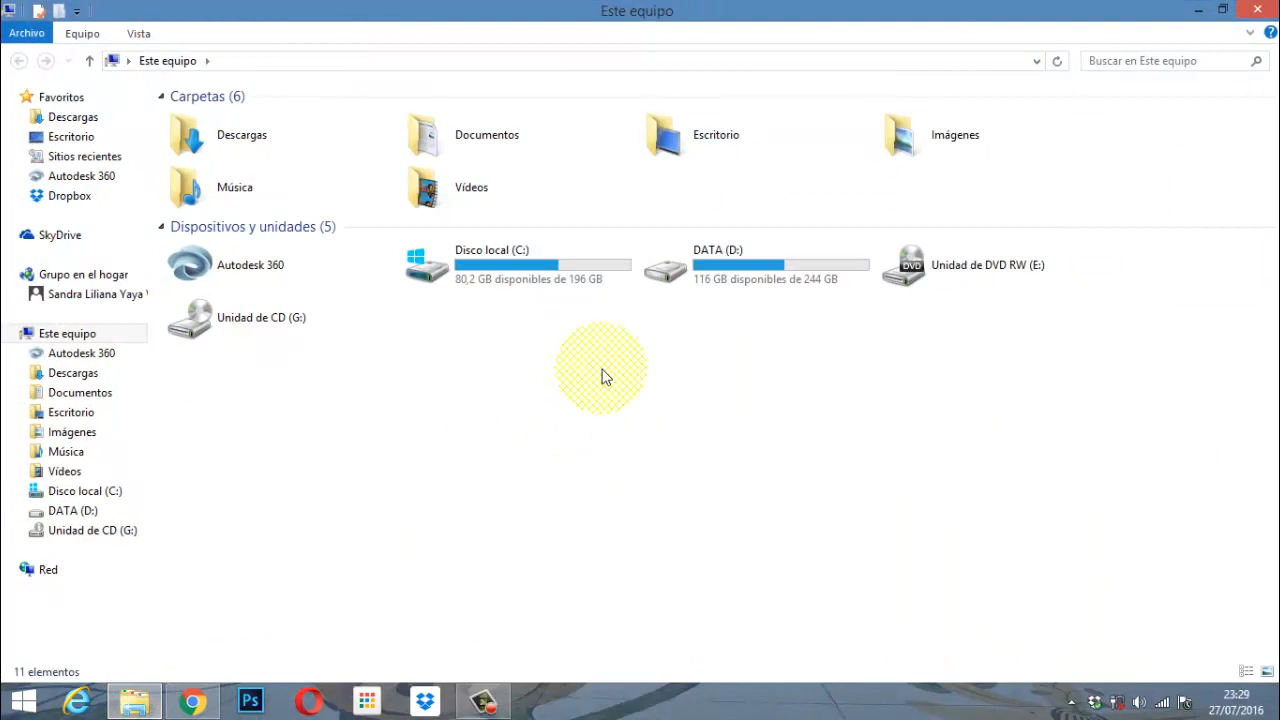 Este equipo
Archivo Equipo Vista
Este equipo
Buscar en Este equipo
Favoritos
Descargas
Escritorio
Sitios recientes
Autodesk 360
Dropbox
SkyDrive
Grupo en el hogar
Sandra Liliana Yaya
Este equipo
Autodesk 360
Descargas
Documentos
Escritorio
Imágenes
Música
Vídeos
Disco local (C:)
DATA (D:)
Unidad de CD (G:)
Red
Carpetas (6)
Descargas
Documentos
Escritorio
Imágenes
Música
Vídeos
Dispositivos y unidades (5)
Autodesk 360
Disco local (C:)
80,2 GB disponibles de 196 GB
DATA (D:)
116 GB disponibles de 244 GB
DVD
Unidad de DVD RW (E:)
Unidad de CD (G:)
11 elementos
Ps
23:29
27/07/2016